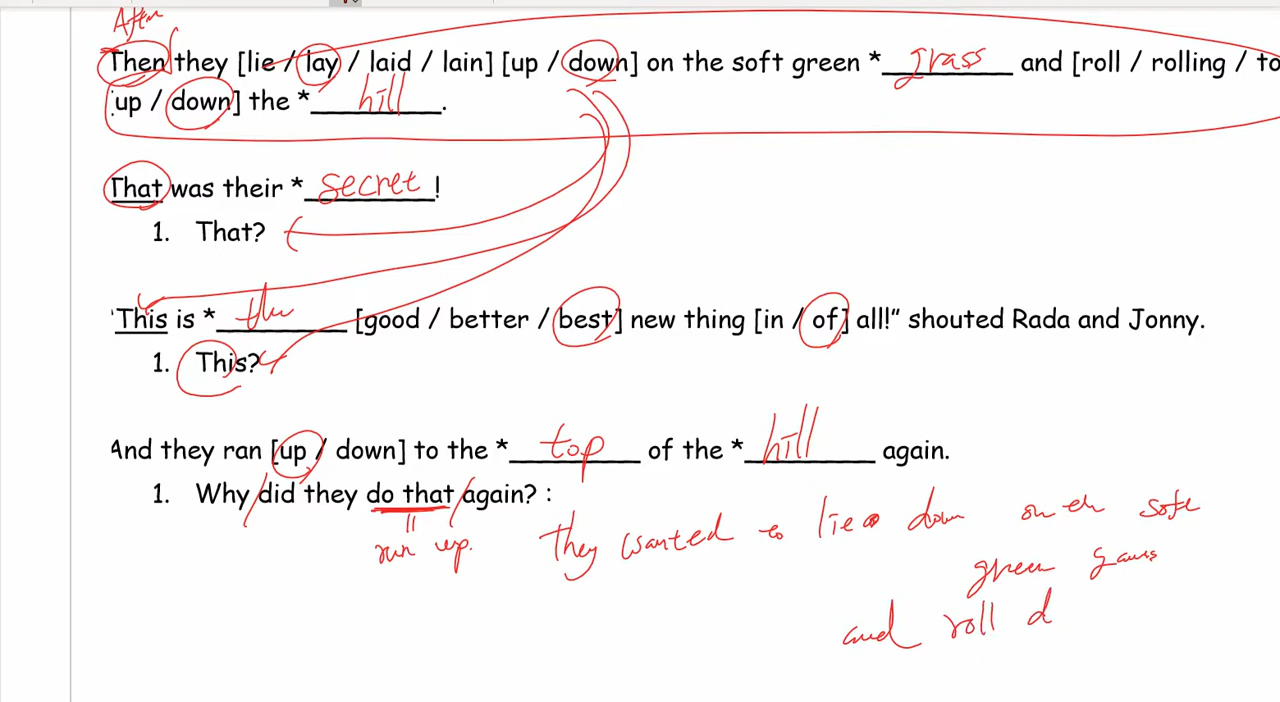 After
Then they [lie / lay / laid / lain] [up / down] on the soft green * grass and [roll / rolling / to
up / down] the * hill.
That was their * secret!
1. That?
"This is * the [good / better / best] new thing [in / of] all!" shouted Rada and Jonny.
1. This?
And they ran [up / down] to the * top of the * hill again.
1. Why did they do that again? :
run up. they wanted to lie down on the soft
green grass
and roll d